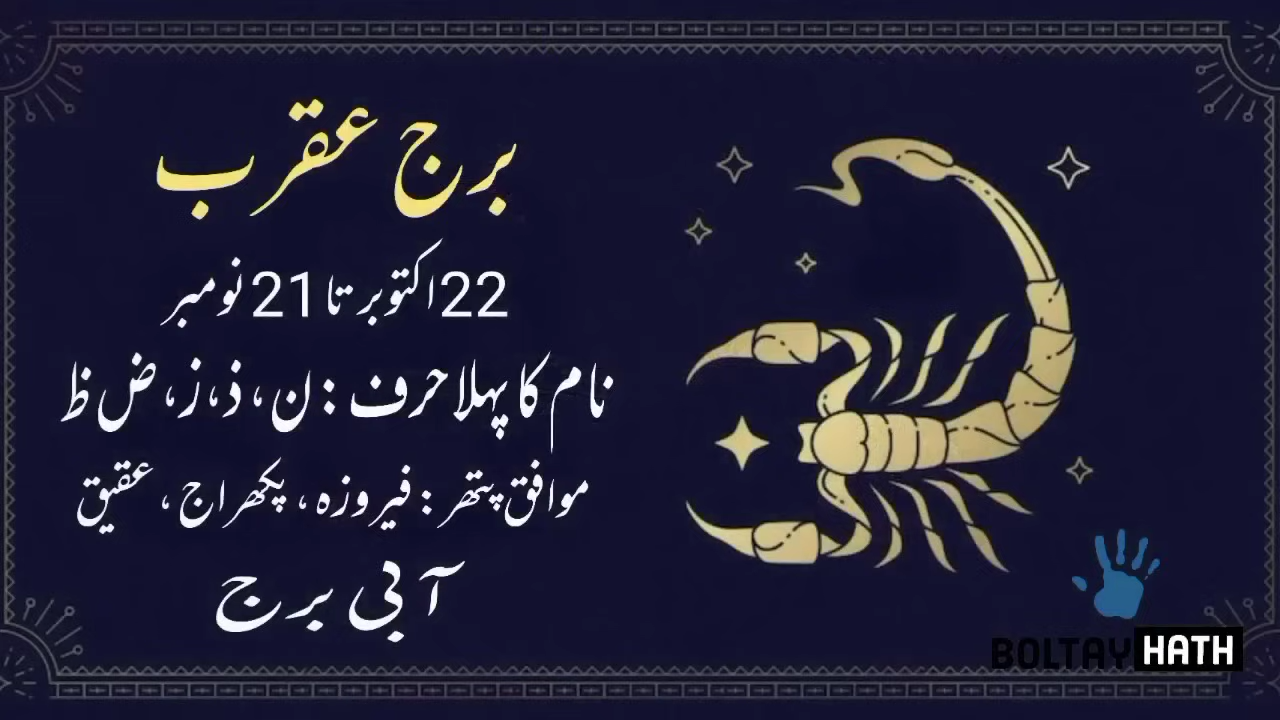 برج عقرب
22 اکتوبر تا 21 نومبر
نام کا پہلا حرف : ن، ذ، ز، ض ظ
موافق پتھر : فیروزہ، پکھراج، عقیق
آبی برج
BOLTAY HATH